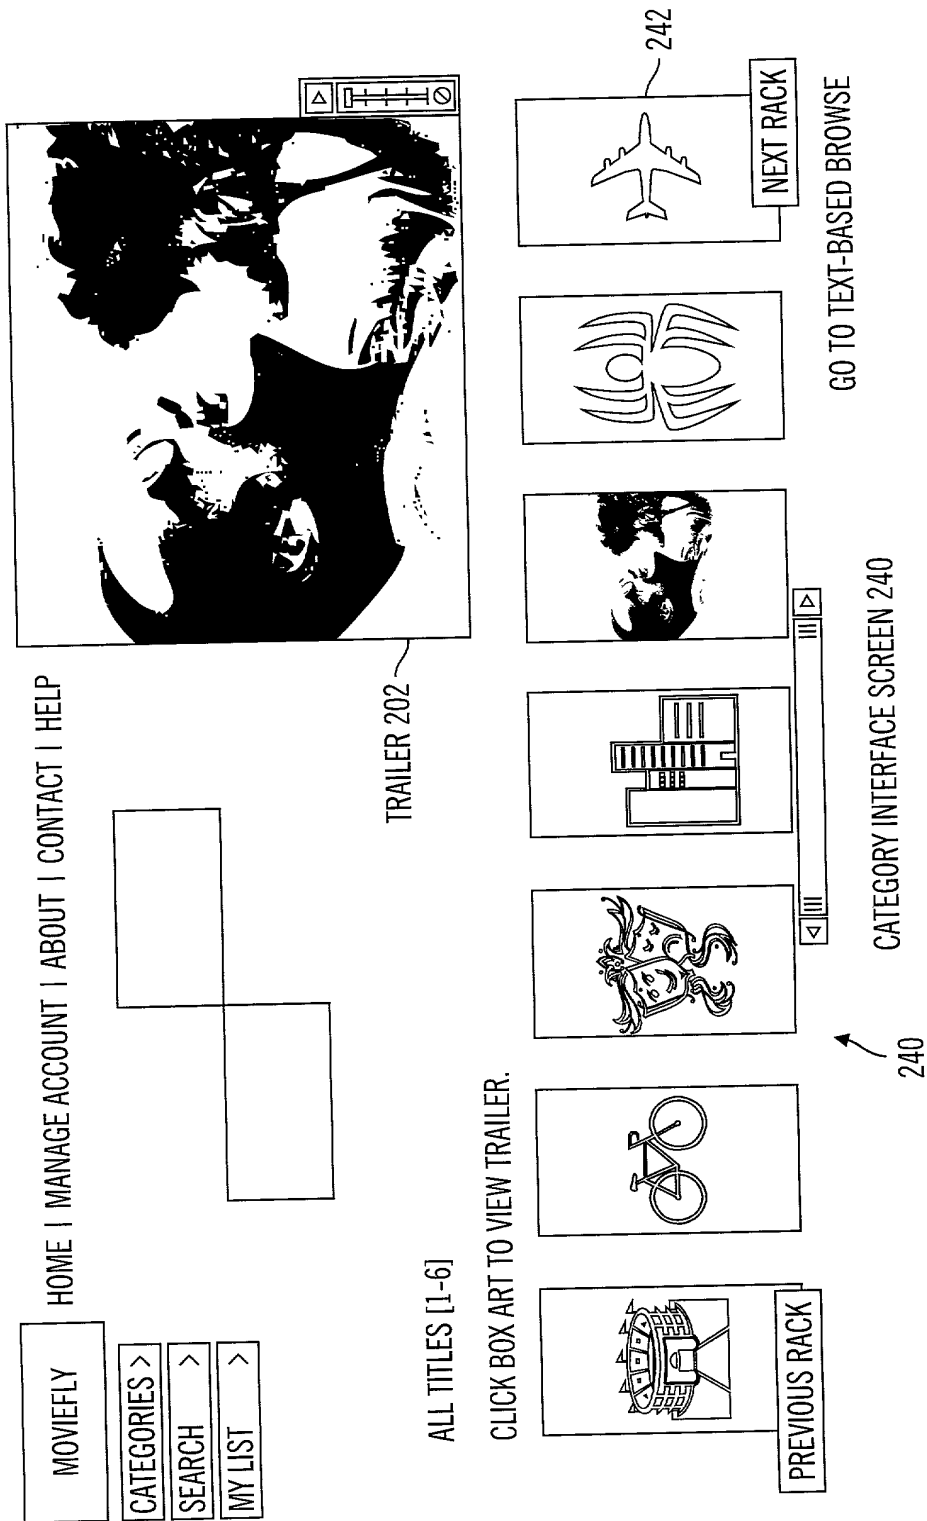 MOVIEFLY
HOME | MANAGE ACCOUNT | ABOUT | CONTACT | HELP
CATEGORIES >
SEARCH >
MY LIST >
TRAILER 202
ALL TITLES [1-6]
CLICK BOX ART TO VIEW TRAILER.
242
PREVIOUS RACK
NEXT RACK
GO TO TEXT-BASED BROWSE
CATEGORY INTERFACE SCREEN 240
240